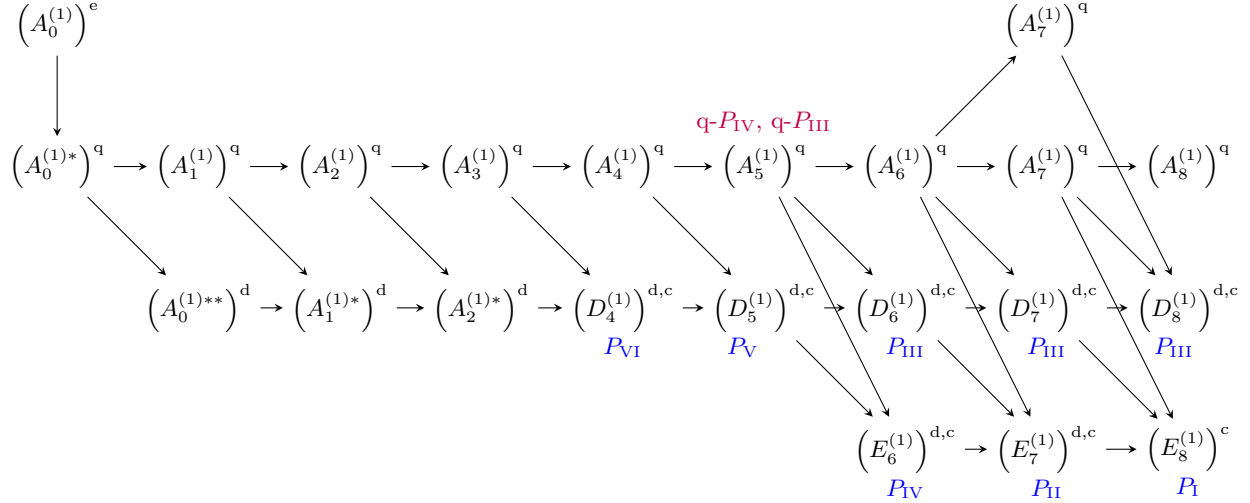 (A_0^{(1)})^e (A_7^{(1)})^q
q-P_IV, q-P_III
(A_0^{(1)*})^q → (A_1^{(1)})^q → (A_2^{(1)})^q → (A_3^{(1)})^q → (A_4^{(1)})^q → (A_5^{(1)})^q → (A_6^{(1)})^q → (A_7^{(1)})^q → (A_8^{(1)})^q
(A_0^{(1)**})^d → (A_1^{(1)*})^d → (A_2^{(1)*})^d → (D_4^{(1)})^{d,c} → (D_5^{(1)})^{d,c} → (D_6^{(1)})^{d,c} → (D_7^{(1)})^{d,c} → (D_8^{(1)})^{d,c}
P_VI P_V P_III P_III P_III
(E_6^{(1)})^{d,c} → (E_7^{(1)})^{d,c} → (E_8^{(1)})^c
P_IV P_II P_I